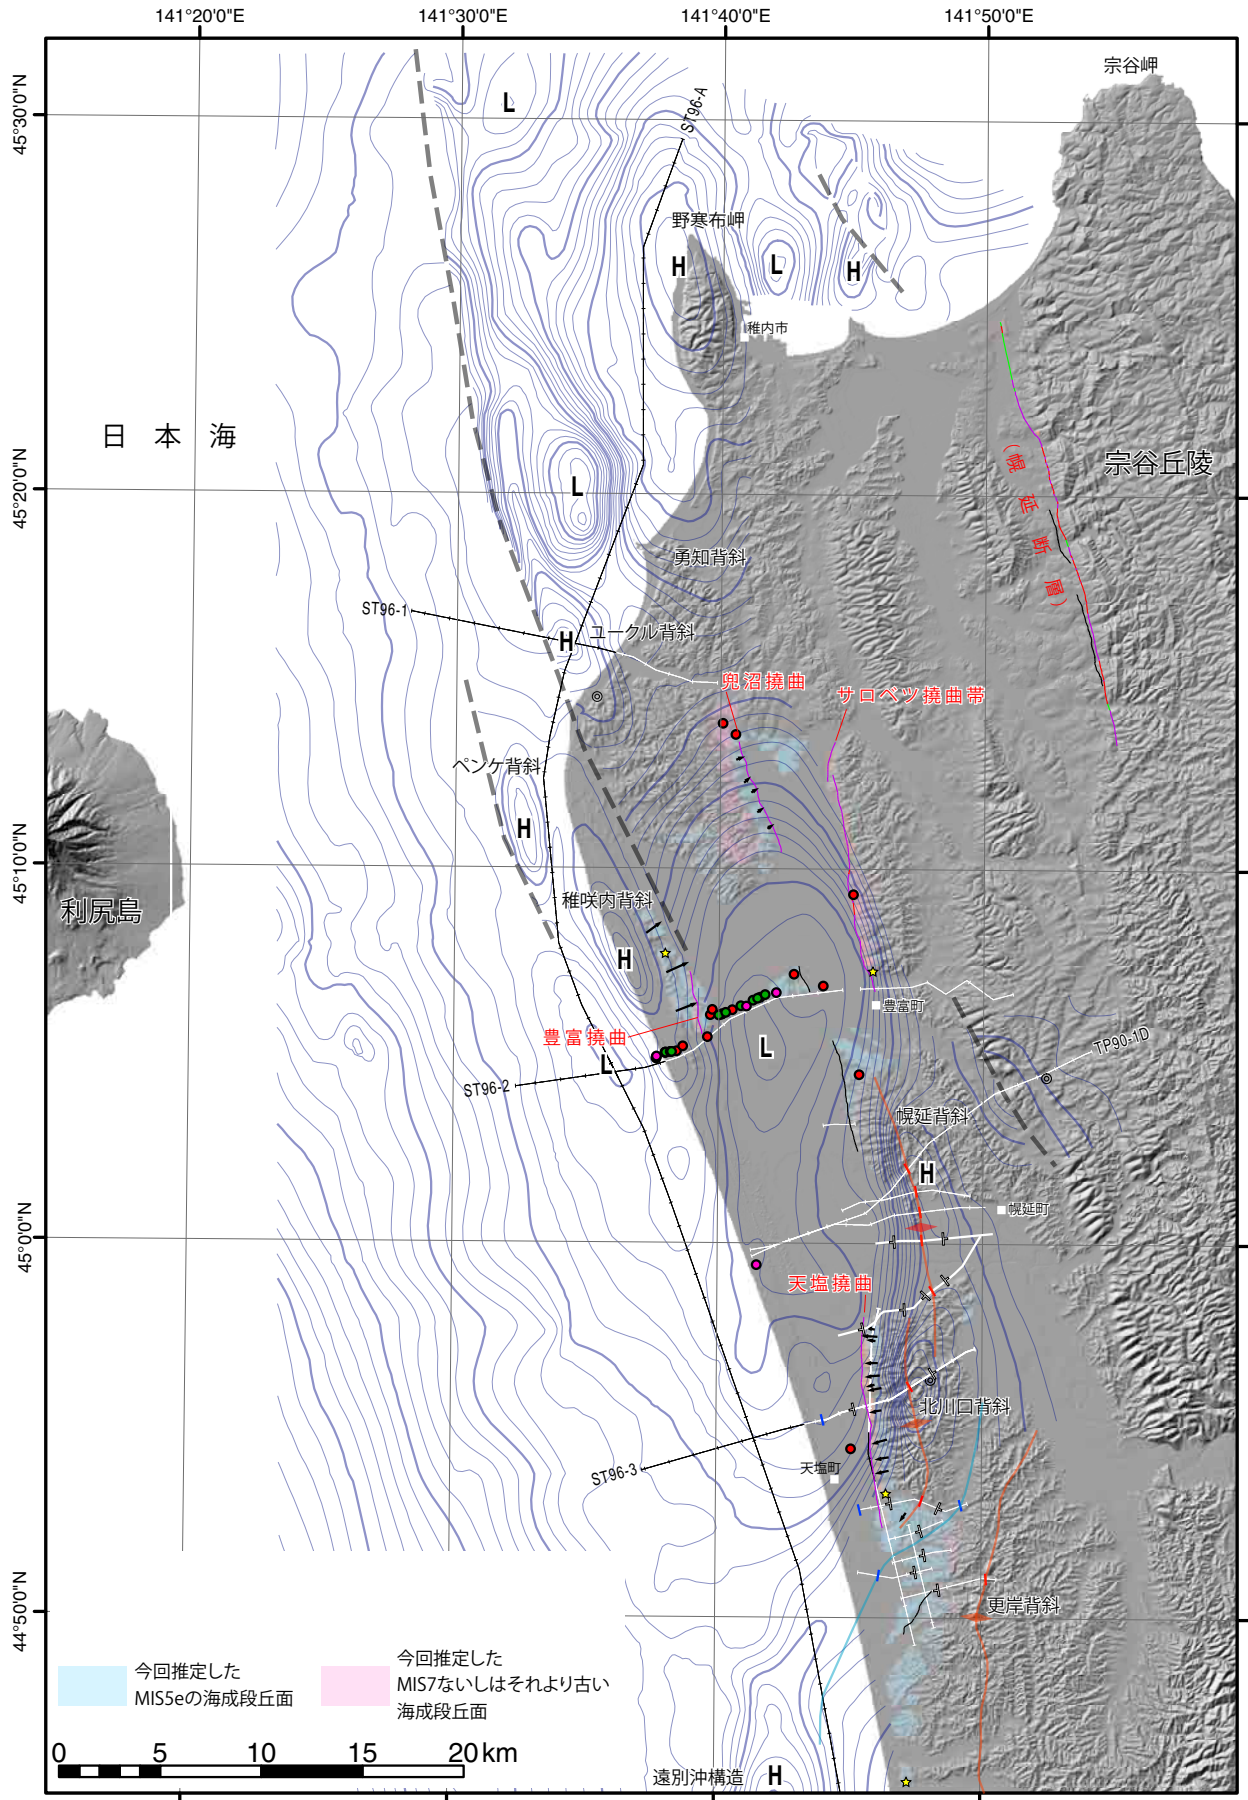 141°20'0"E
141°30'0"E
141°40'0"E
141°50'0"E
宗谷岬
45°30'0"N
L
ST96-A
野寒布岬
H
L
H
稚内市
日本海
宗谷丘陵
(幌延断層)
45°20'0"N
L
勇知背斜
ST96-1
H
ユークル背斜
兜沼撓曲
サロベツ撓曲帯
ペンケ背斜
H
45°10'0"N
稚咲内背斜
利尻島
H
豊富町
豊富撓曲
L
L
ST96-2
TP90-1D
幌延背斜
H
幌延町
45°0'0"N
天塩撓曲
北川口背斜
天塩町
ST96-3
44°50'0"N
更岸背斜
今回推定した
MIS5eの海成段丘面
今回推定した
MIS7ないしはそれより古い
海成段丘面
0 5 10 15 20km
遠別沖構造
H